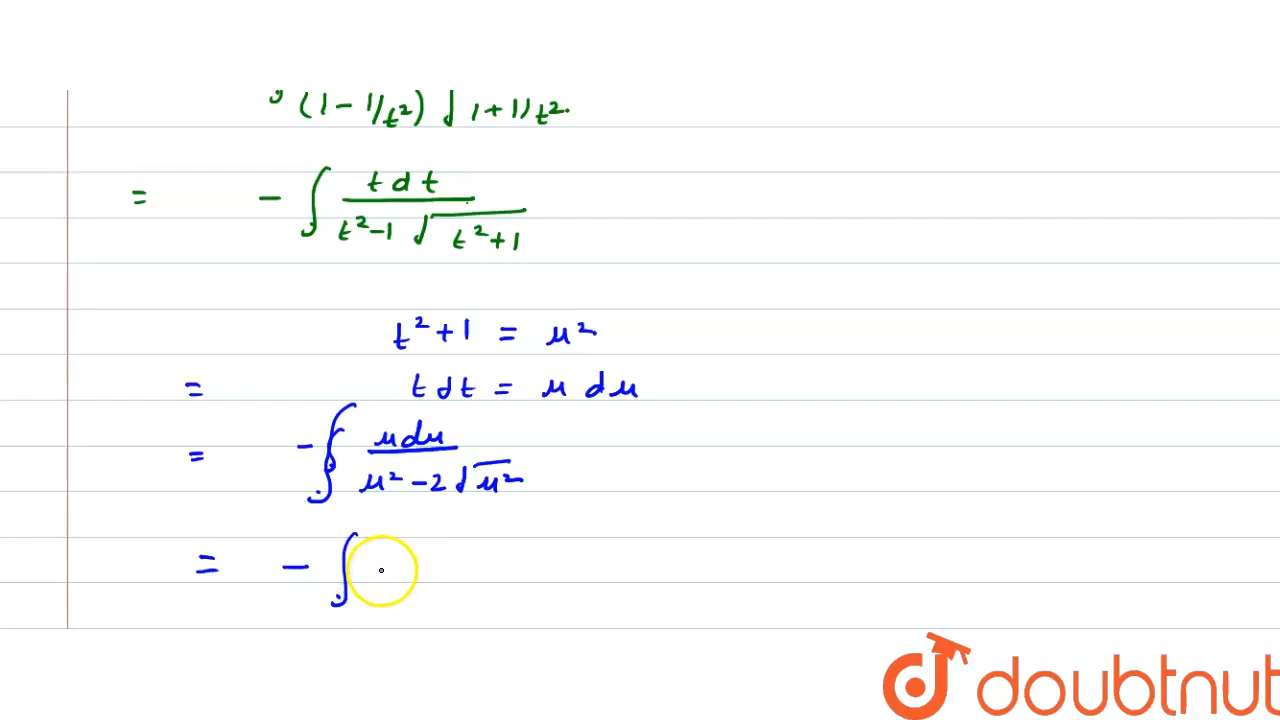 ∫ (1 - 1/t²) √1+1/t²
= - ∫ t dt / t²-1 √t²+1
t²+1 = u²
= t dt = u du
= - ∫ u du / u²-2 √u²
= - ∫
doubtnut